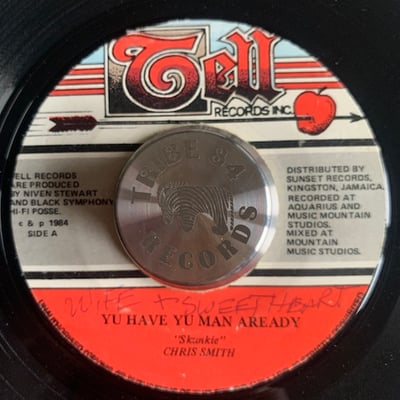 Tell
RECORDS INC.
TRIBE 84
RECORDS
ELL RECORDS
ARE PRODUCED
BY NIVEN STEWART
AND BLACK SYMPHONY
HI-FI POSSE.
c & p 1984
SIDE A
DISTRIBUTED BY
SUNSET RECORDS,
KINGSTON, JAMAICA.
RECORDED AT
AQUARIUS AND
MUSIC MOUNTAIN
STUDIOS.
MIXED AT
MOUNTAIN
MUSIC STUDIOS.
WIFE + SWEETHEART
YU HAVE YU MAN AREADY
"Skunkie"
CHRIS SMITH